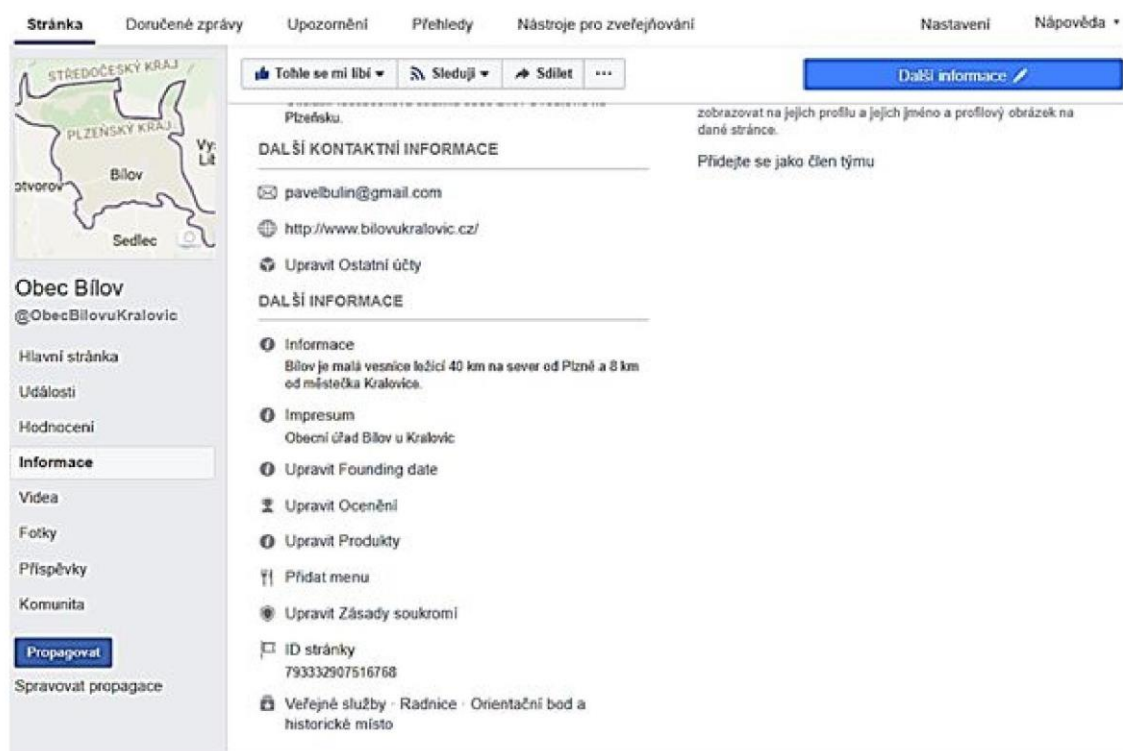 Stránka Doručené zprávy Upozornění Přehledy Nástroje pro zveřejňování Nastavení Nápověda
STŘEDOČESKÝ KRAJ
PLZEŇSKÝ KRAJ
Vy
Lit
Bílov
otvorov
Sedlec
Obec Bílov
@ObecBilovuKralovic
Hlavní stránka
Události
Hodnocení
Informace
Videa
Fotky
Příspěvky
Komunita
Propagovat
Spravovat propagace
Tohle se mi líbí Sleduji Sdílet ...
Další informace
Plzeňsku.
DALŠÍ KONTAKTNÍ INFORMACE
pavelbulin@gmail.com
http://www.bilovukralovic.cz/
Upravit Ostatní účty
DALŠÍ INFORMACE
Informace
Bílov je malá vesnice ležící 40 km na sever od Plzně a 8 km
od městečka Kralovice.
Impresum
Obecní úřad Bílov u Kralovic
Upravit Founding date
Upravit Ocenění
Upravit Produkty
Přidat menu
Upravit Zásady soukromí
ID stránky
793332907516768
Veřejné služby · Radnice · Orientační bod a
historické místo
zobrazovat na jejich profilu a jejich jméno a profilový obrázek na
dané stránce.
Přidejte se jako člen týmu